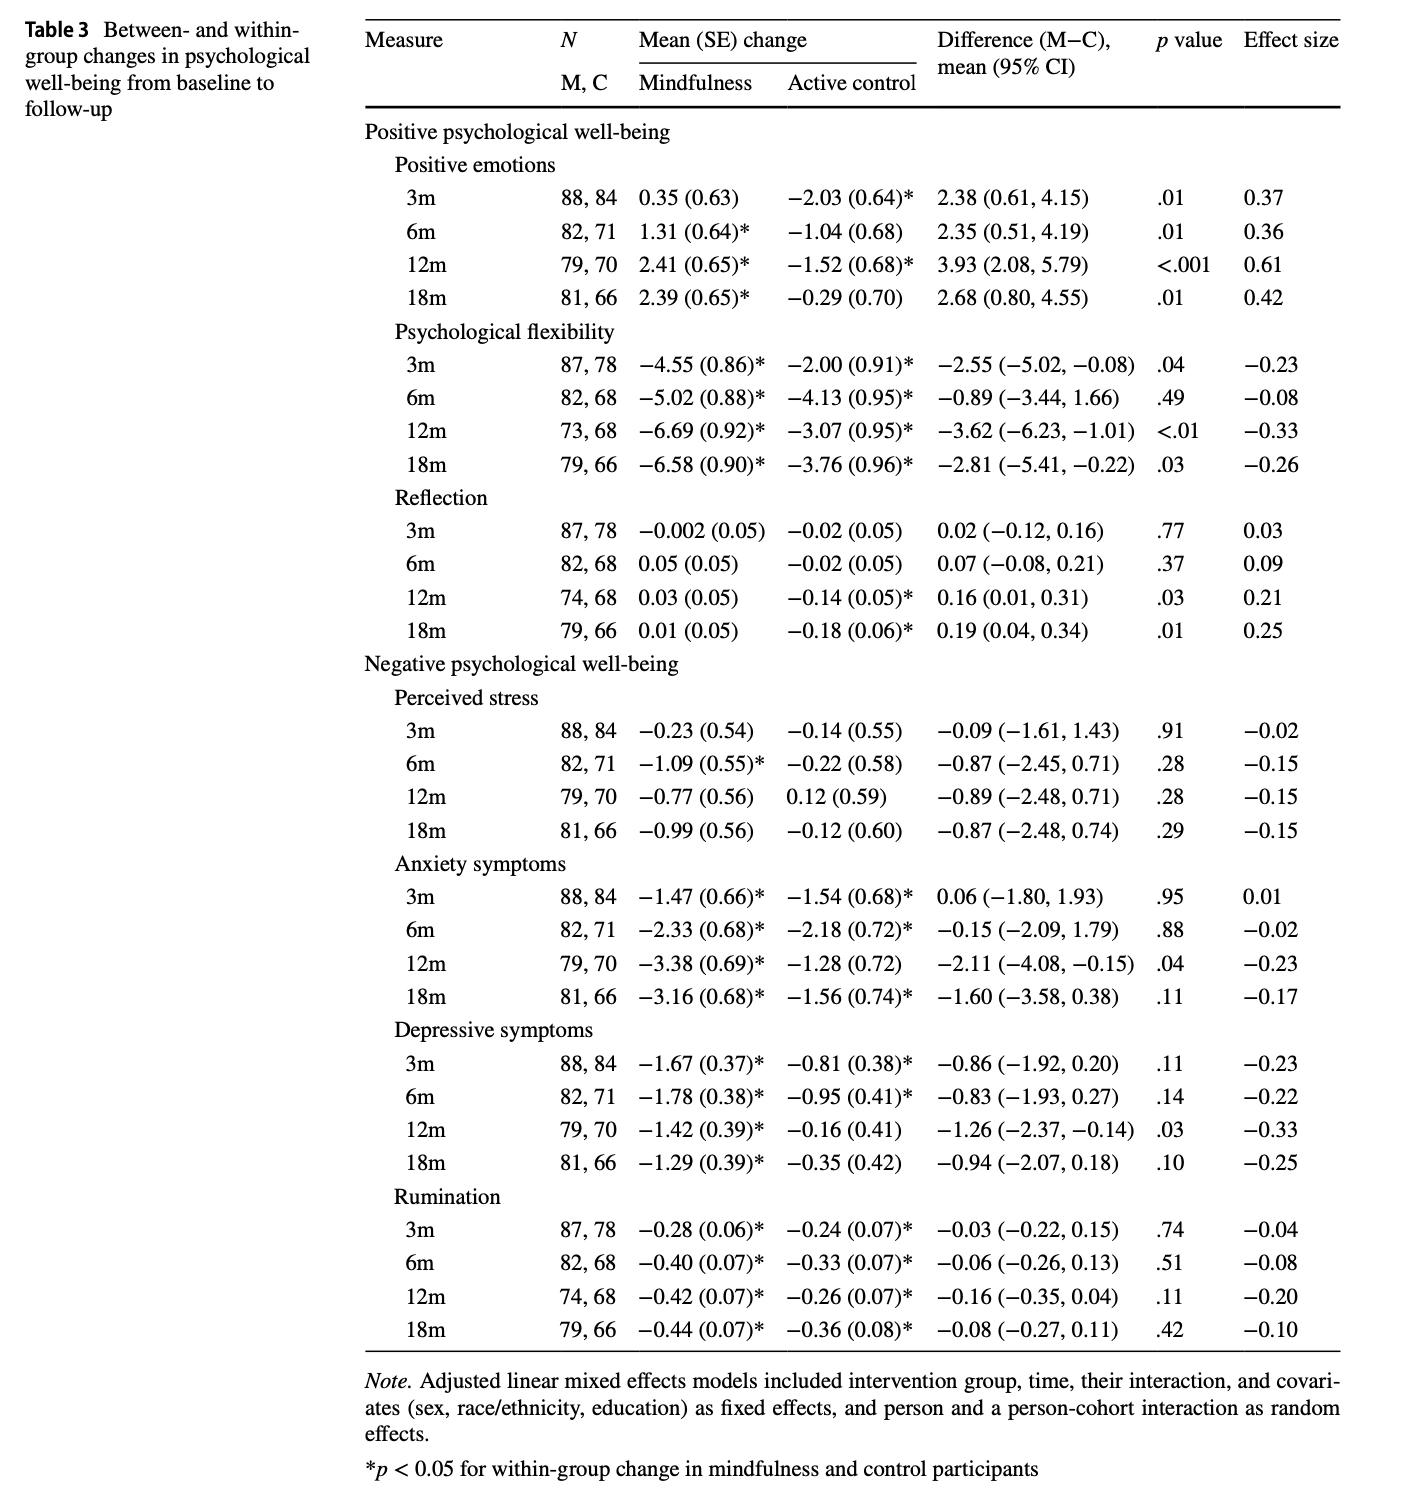 Table 3 Between- and within-
group changes in psychological
well-being from baseline to
follow-up
Measure N Mean (SE) change Difference (M−C), mean (95% CI) p value Effect size
M, C Mindfulness Active control
Positive psychological well-being
Positive emotions
3m 88, 84 0.35 (0.63) −2.03 (0.64)* 2.38 (0.61, 4.15) .01 0.37
6m 82, 71 1.31 (0.64)* −1.04 (0.68) 2.35 (0.51, 4.19) .01 0.36
12m 79, 70 2.41 (0.65)* −1.52 (0.68)* 3.93 (2.08, 5.79) <.001 0.61
18m 81, 66 2.39 (0.65)* −0.29 (0.70) 2.68 (0.80, 4.55) .01 0.42
Psychological flexibility
3m 87, 78 −4.55 (0.86)* −2.00 (0.91)* −2.55 (−5.02, −0.08) .04 −0.23
6m 82, 68 −5.02 (0.88)* −4.13 (0.95)* −0.89 (−3.44, 1.66) .49 −0.08
12m 73, 68 −6.69 (0.92)* −3.07 (0.95)* −3.62 (−6.23, −1.01) <.01 −0.33
18m 79, 66 −6.58 (0.90)* −3.76 (0.96)* −2.81 (−5.41, −0.22) .03 −0.26
Reflection
3m 87, 78 −0.002 (0.05) −0.02 (0.05) 0.02 (−0.12, 0.16) .77 0.03
6m 82, 68 0.05 (0.05) −0.02 (0.05) 0.07 (−0.08, 0.21) .37 0.09
12m 74, 68 0.03 (0.05) −0.14 (0.05)* 0.16 (0.01, 0.31) .03 0.21
18m 79, 66 0.01 (0.05) −0.18 (0.06)* 0.19 (0.04, 0.34) .01 0.25
Negative psychological well-being
Perceived stress
3m 88, 84 −0.23 (0.54) −0.14 (0.55) −0.09 (−1.61, 1.43) .91 −0.02
6m 82, 71 −1.09 (0.55)* −0.22 (0.58) −0.87 (−2.45, 0.71) .28 −0.15
12m 79, 70 −0.77 (0.56) 0.12 (0.59) −0.89 (−2.48, 0.71) .28 −0.15
18m 81, 66 −0.99 (0.56) −0.12 (0.60) −0.87 (−2.48, 0.74) .29 −0.15
Anxiety symptoms
3m 88, 84 −1.47 (0.66)* −1.54 (0.68)* 0.06 (−1.80, 1.93) .95 0.01
6m 82, 71 −2.33 (0.68)* −2.18 (0.72)* −0.15 (−2.09, 1.79) .88 −0.02
12m 79, 70 −3.38 (0.69)* −1.28 (0.72) −2.11 (−4.08, −0.15) .04 −0.23
18m 81, 66 −3.16 (0.68)* −1.56 (0.74)* −1.60 (−3.58, 0.38) .11 −0.17
Depressive symptoms
3m 88, 84 −1.67 (0.37)* −0.81 (0.38)* −0.86 (−1.92, 0.20) .11 −0.23
6m 82, 71 −1.78 (0.38)* −0.95 (0.41)* −0.83 (−1.93, 0.27) .14 −0.22
12m 79, 70 −1.42 (0.39)* −0.16 (0.41) −1.26 (−2.37, −0.14) .03 −0.33
18m 81, 66 −1.29 (0.39)* −0.35 (0.42) −0.94 (−2.07, 0.18) .10 −0.25
Rumination
3m 87, 78 −0.28 (0.06)* −0.24 (0.07)* −0.03 (−0.22, 0.15) .74 −0.04
6m 82, 68 −0.40 (0.07)* −0.33 (0.07)* −0.06 (−0.26, 0.13) .51 −0.08
12m 74, 68 −0.42 (0.07)* −0.26 (0.07)* −0.16 (−0.35, 0.04) .11 −0.20
18m 79, 66 −0.44 (0.07)* −0.36 (0.08)* −0.08 (−0.27, 0.11) .42 −0.10
Note. Adjusted linear mixed effects models included intervention group, time, their interaction, and covari-
ates (sex, race/ethnicity, education) as fixed effects, and person and a person-cohort interaction as random
effects.
*p < 0.05 for within-group change in mindfulness and control participants